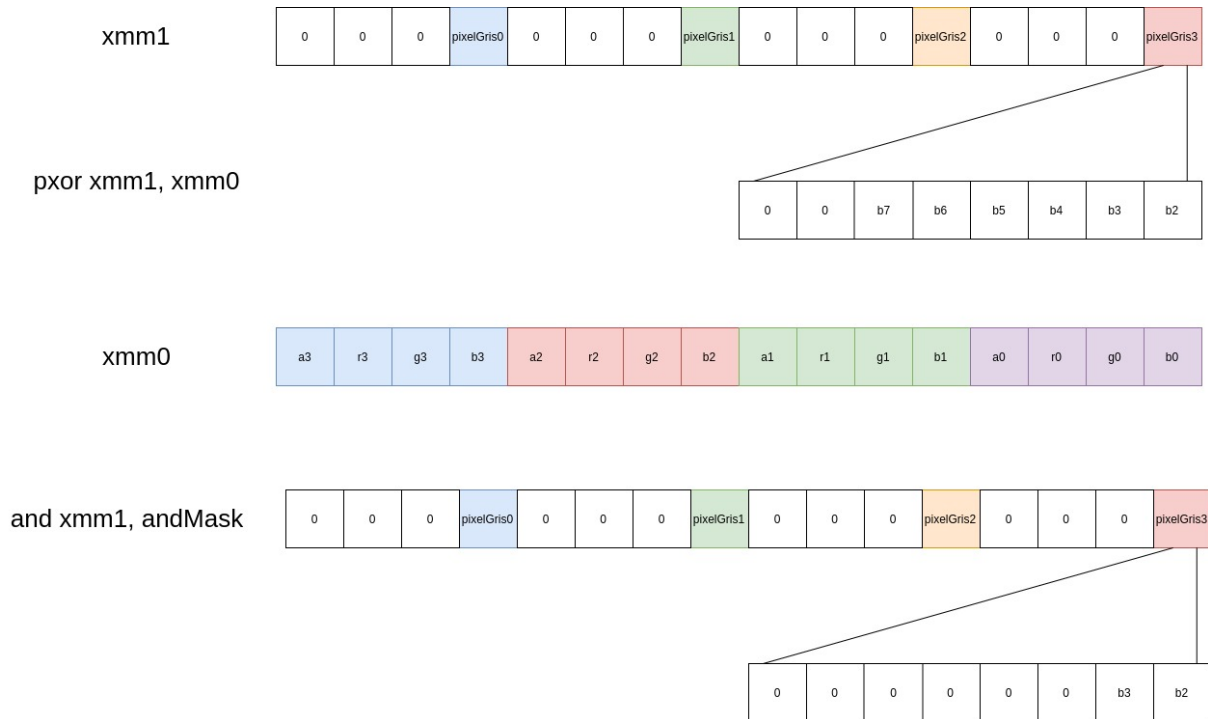 xmm1 0 0 0 pixelGris0 0 0 0 pixelGris1 0 0 0 pixelGris2 0 0 0 pixelGris3
pxor xmm1, xmm0
0 0 b7 b6 b5 b4 b3 b2
xmm0 a3 r3 g3 b3 a2 r2 g2 b2 a1 r1 g1 b1 a0 r0 g0 b0
and xmm1, andMask 0 0 0 pixelGris0 0 0 0 pixelGris1 0 0 0 pixelGris2 0 0 0 pixelGris3
0 0 0 0 0 0 b3 b2